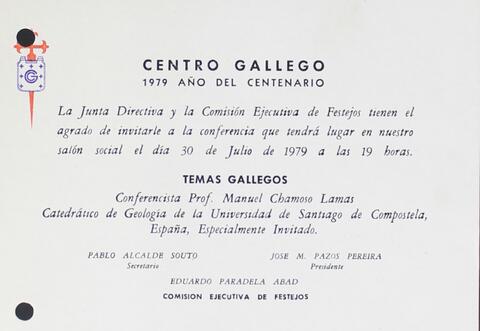 CENTRO GALLEGO
1979 AÑO DEL CENTENARIO
La Junta Directiva y la Comisión Ejecutiva de Festejos tienen el
agrado de invitarle a la conferencia que tendrá lugar en nuestro
salón social el día 30 de Julio de 1979 a las 19 horas.
TEMAS GALLEGOS
Conferencista Prof. Manuel Chamoso Lamas
Catedrático de Geología de la Universidad de Santiago de Compostela,
España, Especialmente Invitado.
PABLO ALCALDE SOUTO JOSE M. PAZOS PEREIRA
Secretario Presidente
EDUARDO PARADELA ABAD
COMISION EJECUTIVA DE FESTEJOS